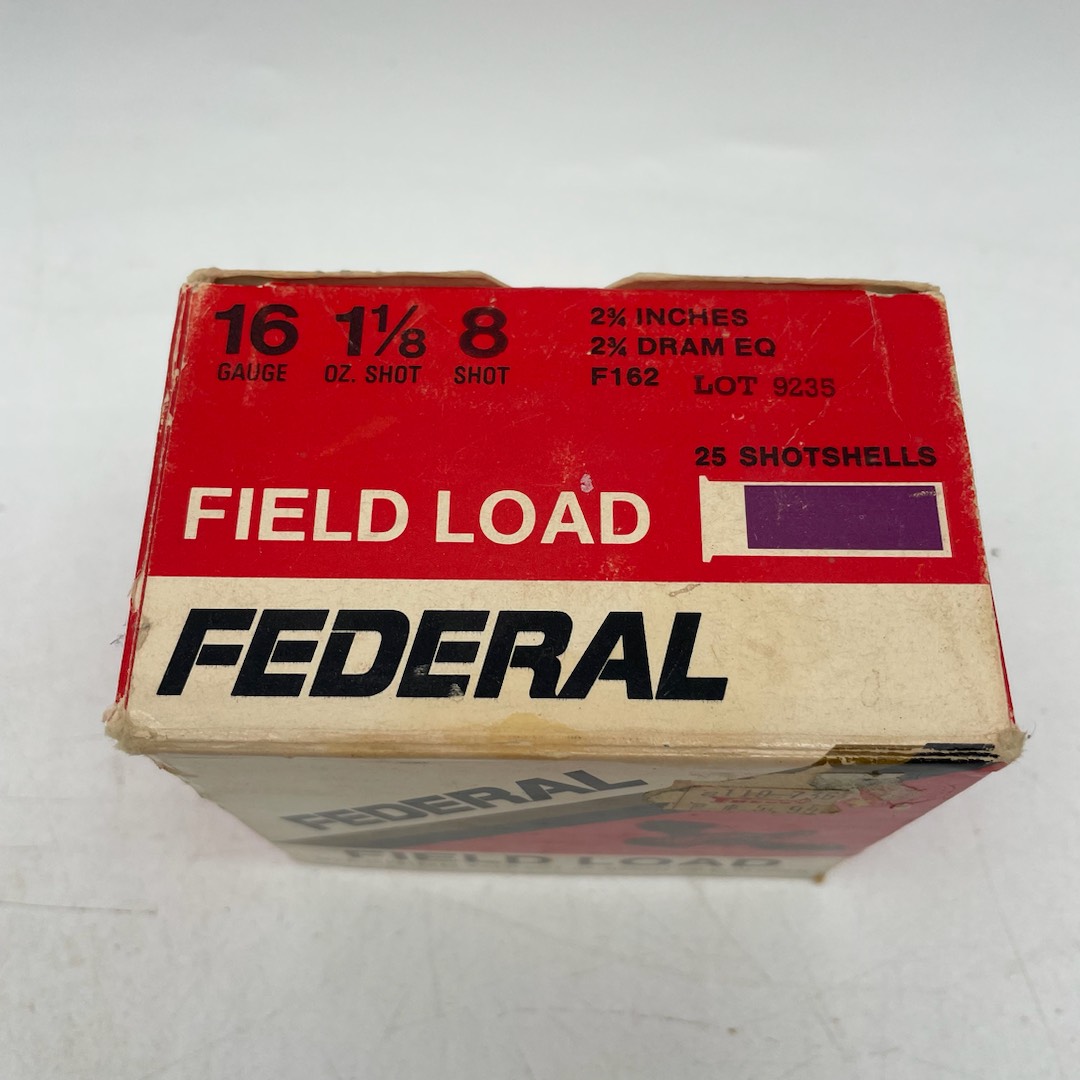 16 1⅛ 8
GAUGE OZ. SHOT SHOT
2¾ INCHES
2¾ DRAM EQ
F162 LOT 9235
25 SHOTSHELLS
FIELD LOAD
FEDERAL
FEDERAL
FIELD LOAD